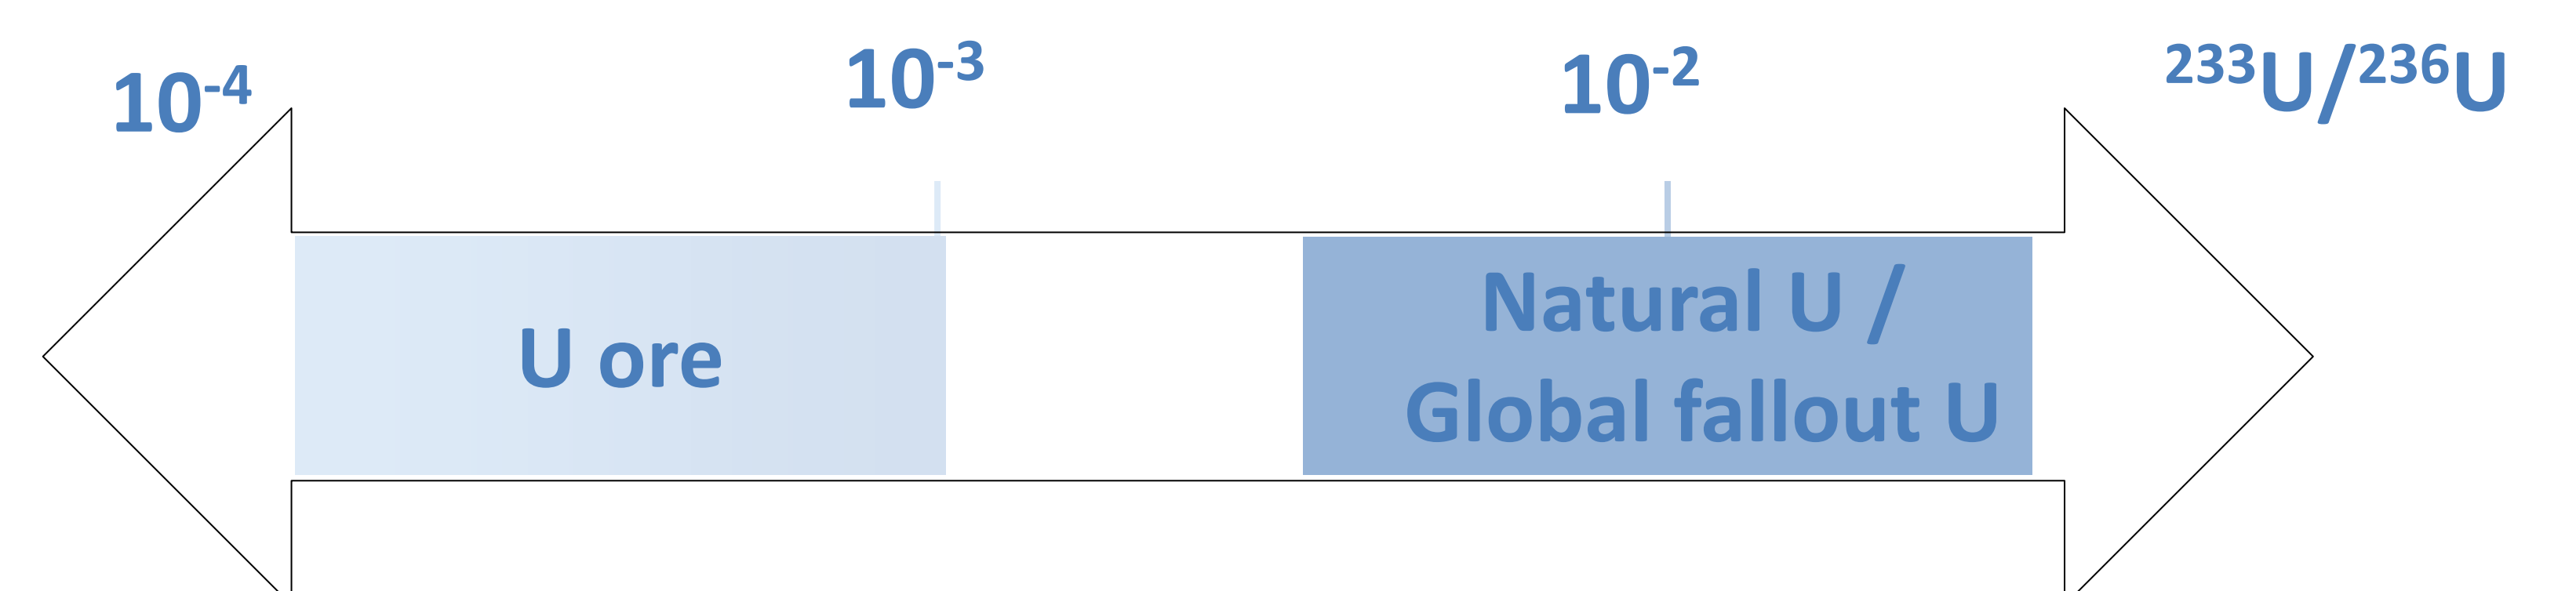 10⁻⁴
10⁻³
10⁻²
²³³U/²³⁶U
U ore
Natural U /
Global fallout U